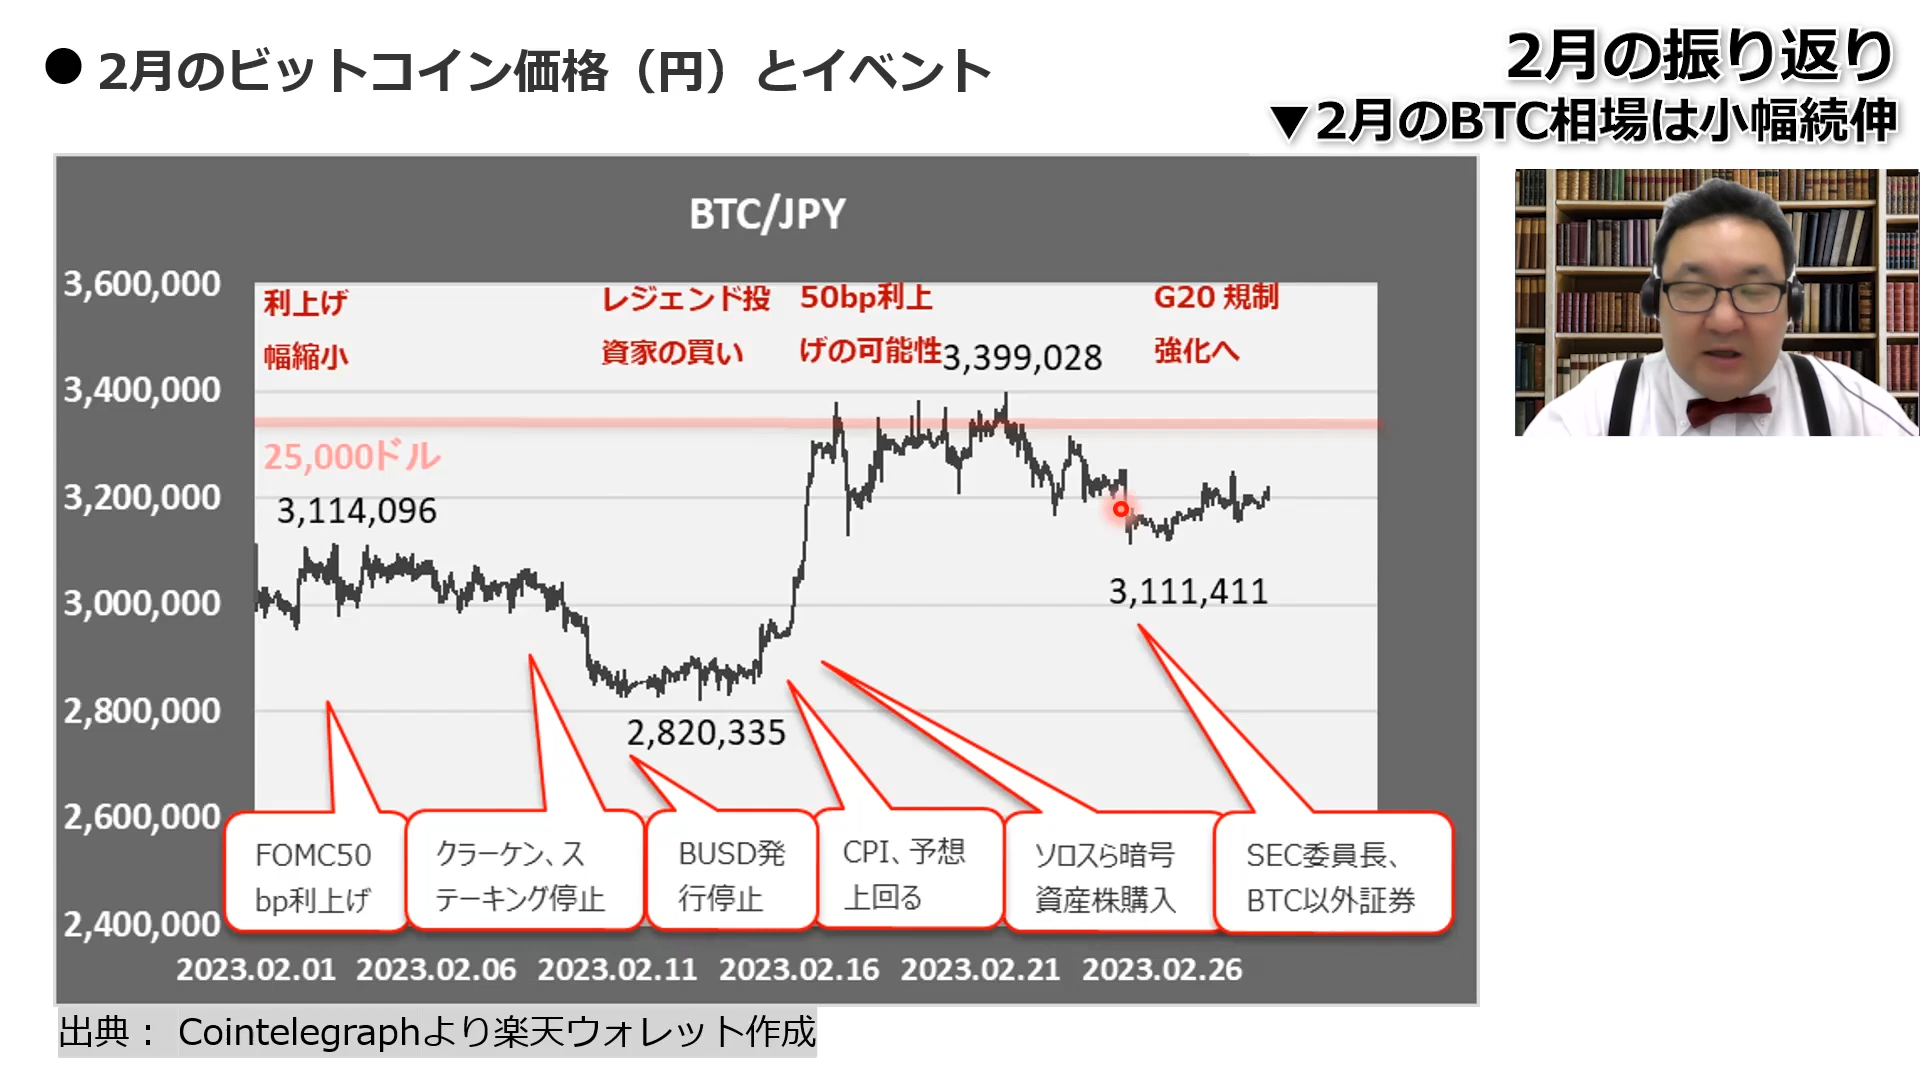 ● 2月のビットコイン価格（円）とイベント
2月の振り返り
▼2月のBTC相場は小幅続伸
BTC/JPY
3,600,000
3,400,000
3,200,000
3,000,000
2,800,000
2,600,000
2,400,000
利上げ
幅縮小
レジェンド投
資家の買い
50bp利上
げの可能性
G20 規制
強化へ
3,399,028
25,000ドル
3,114,096
3,111,411
2,820,335
FOMC50
bp利上げ
クラーケン、ス
テーキング停止
BUSD発
行停止
CPI、予想
上回る
ソロスら暗号
資産株購入
SEC委員長、
BTC以外証券
2023.02.01 2023.02.06 2023.02.11 2023.02.16 2023.02.21 2023.02.26
出典： Cointelegraphより楽天ウォレット作成